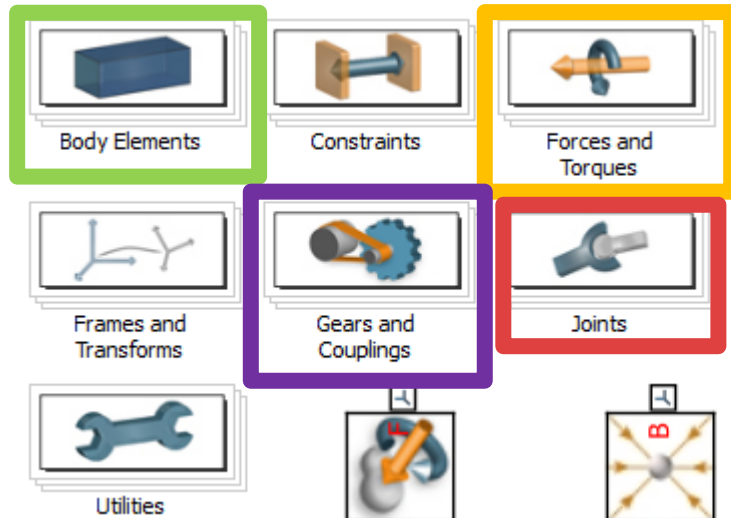 Body Elements
Constraints
Forces and
Torques
Frames and
Transforms
Gears and
Couplings
Joints
Utilities
F
B